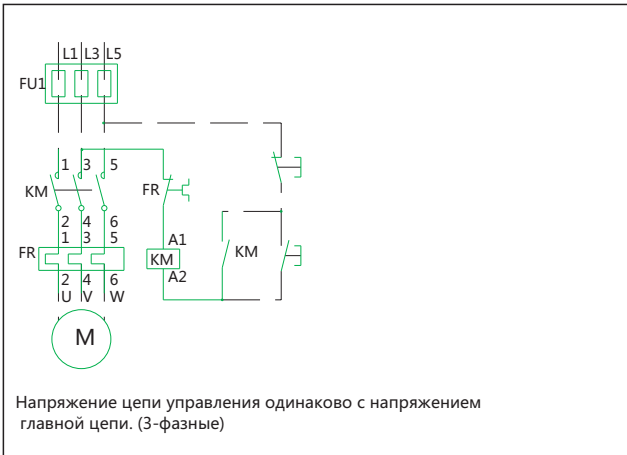 L1 L3 L5
FU1
1 3 5
KM FR
2 4 6
1 3 5 A1
FR KM KM
2 4 6 A2
U V W
M
Напряжение цепи управления одинаково с напряжением
главной цепи. (3-фазные)